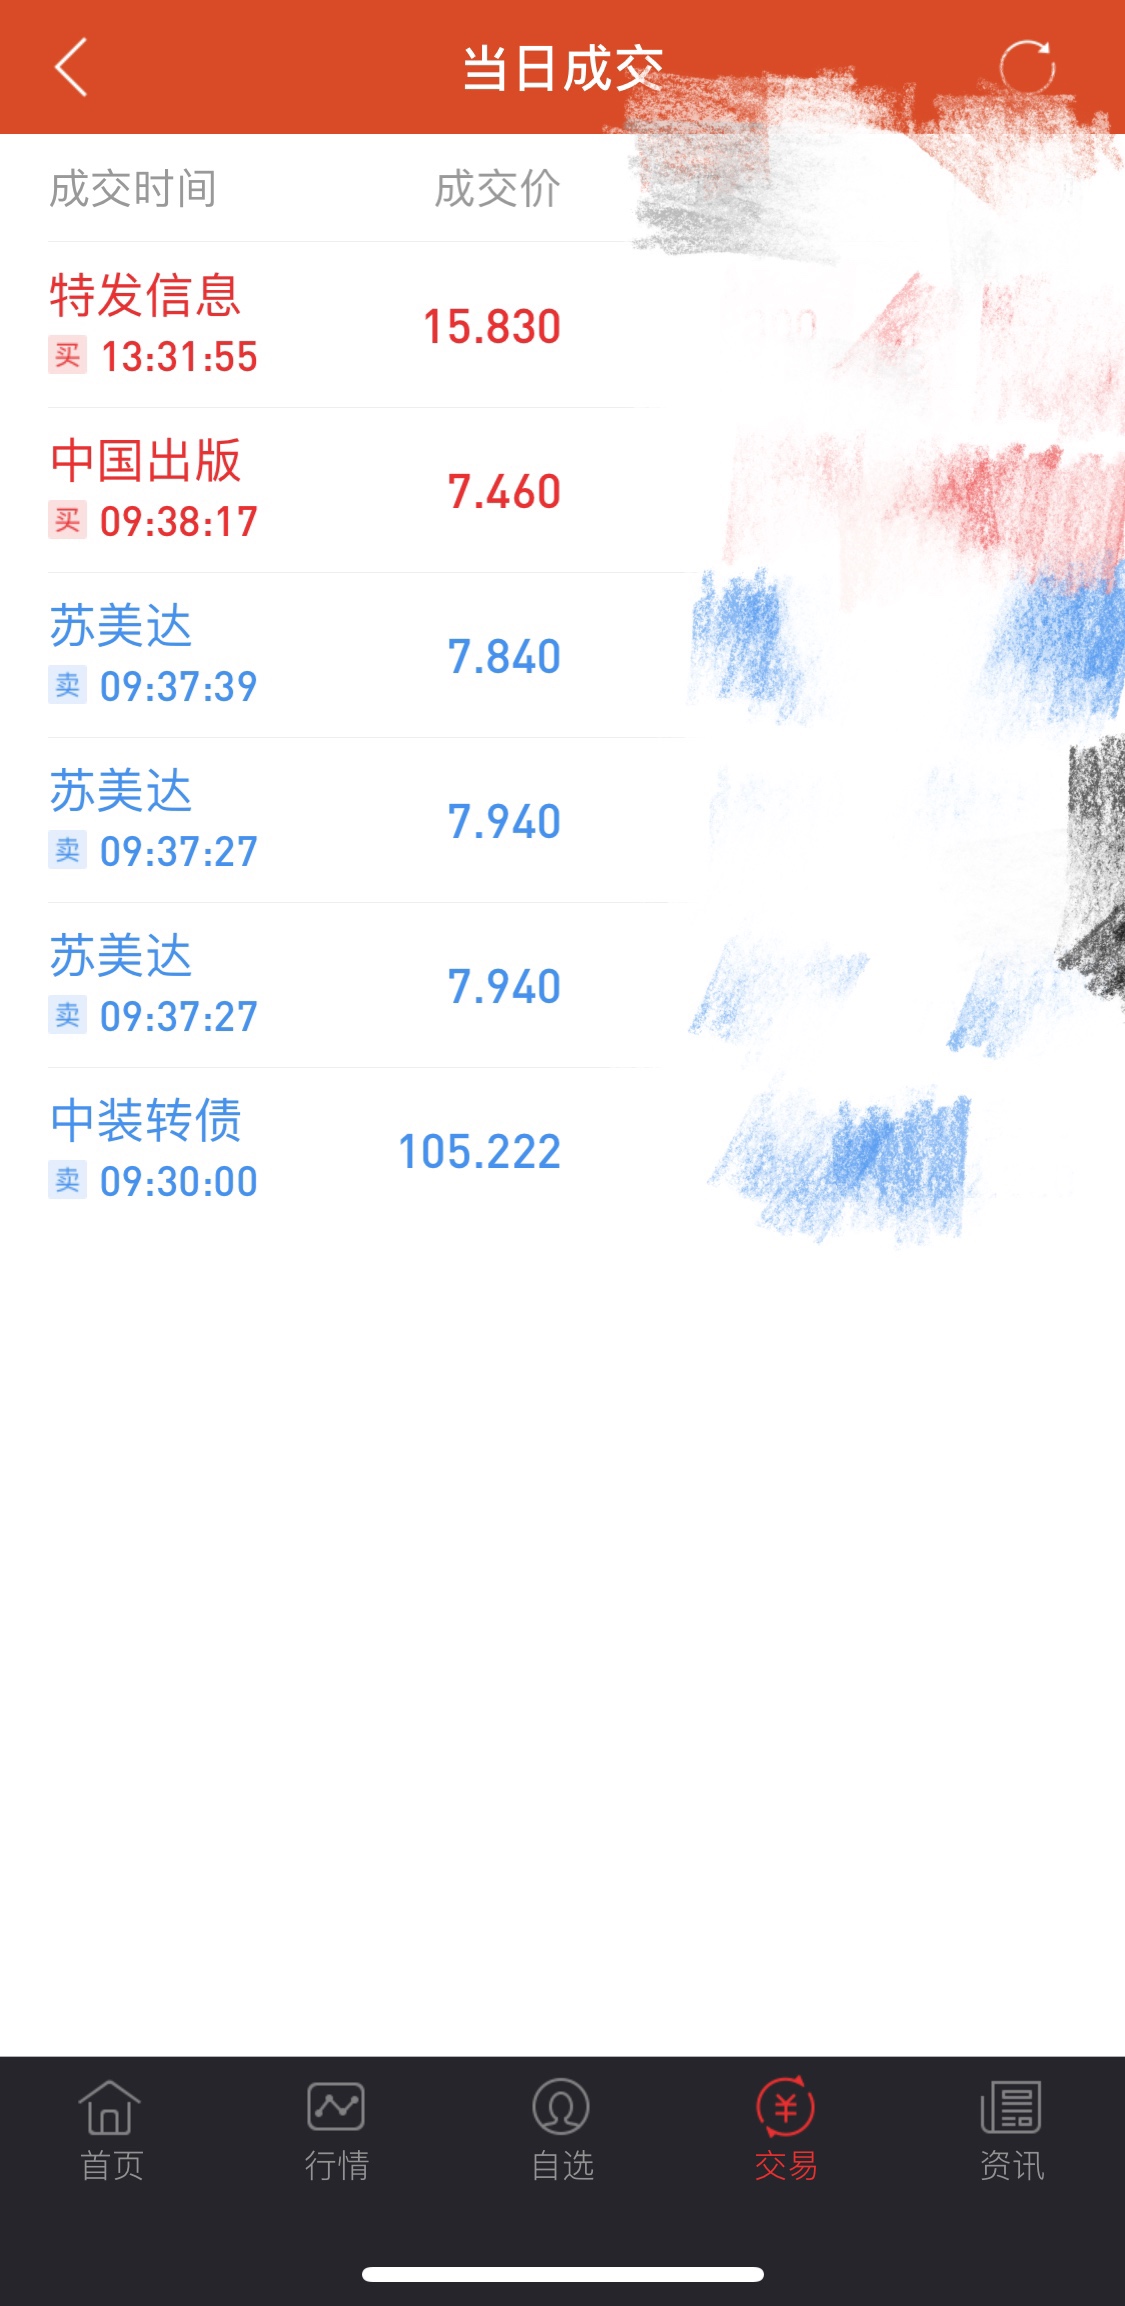 当日成交
成交时间 成交价
特发信息
买 13:31:55 15.830
中国出版
买 09:38:17 7.460
苏美达
卖 09:37:39 7.840
苏美达
卖 09:37:27 7.940
苏美达
卖 09:37:27 7.940
中装转债
卖 09:30:00 105.222
首页 行情 自选 交易 资讯